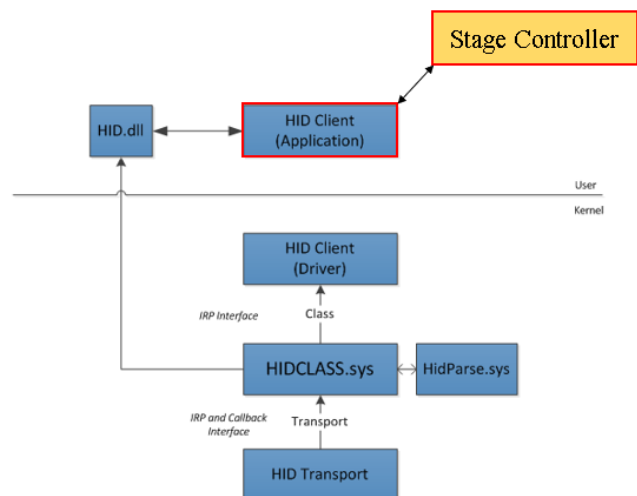 Stage Controller
HID.dll
HID Client
(Application)
User
Kernel
HID Client
(Driver)
IRP Interface
Class
HIDCLASS.sys
HidParse.sys
IRP and Callback
Interface
Transport
HID Transport